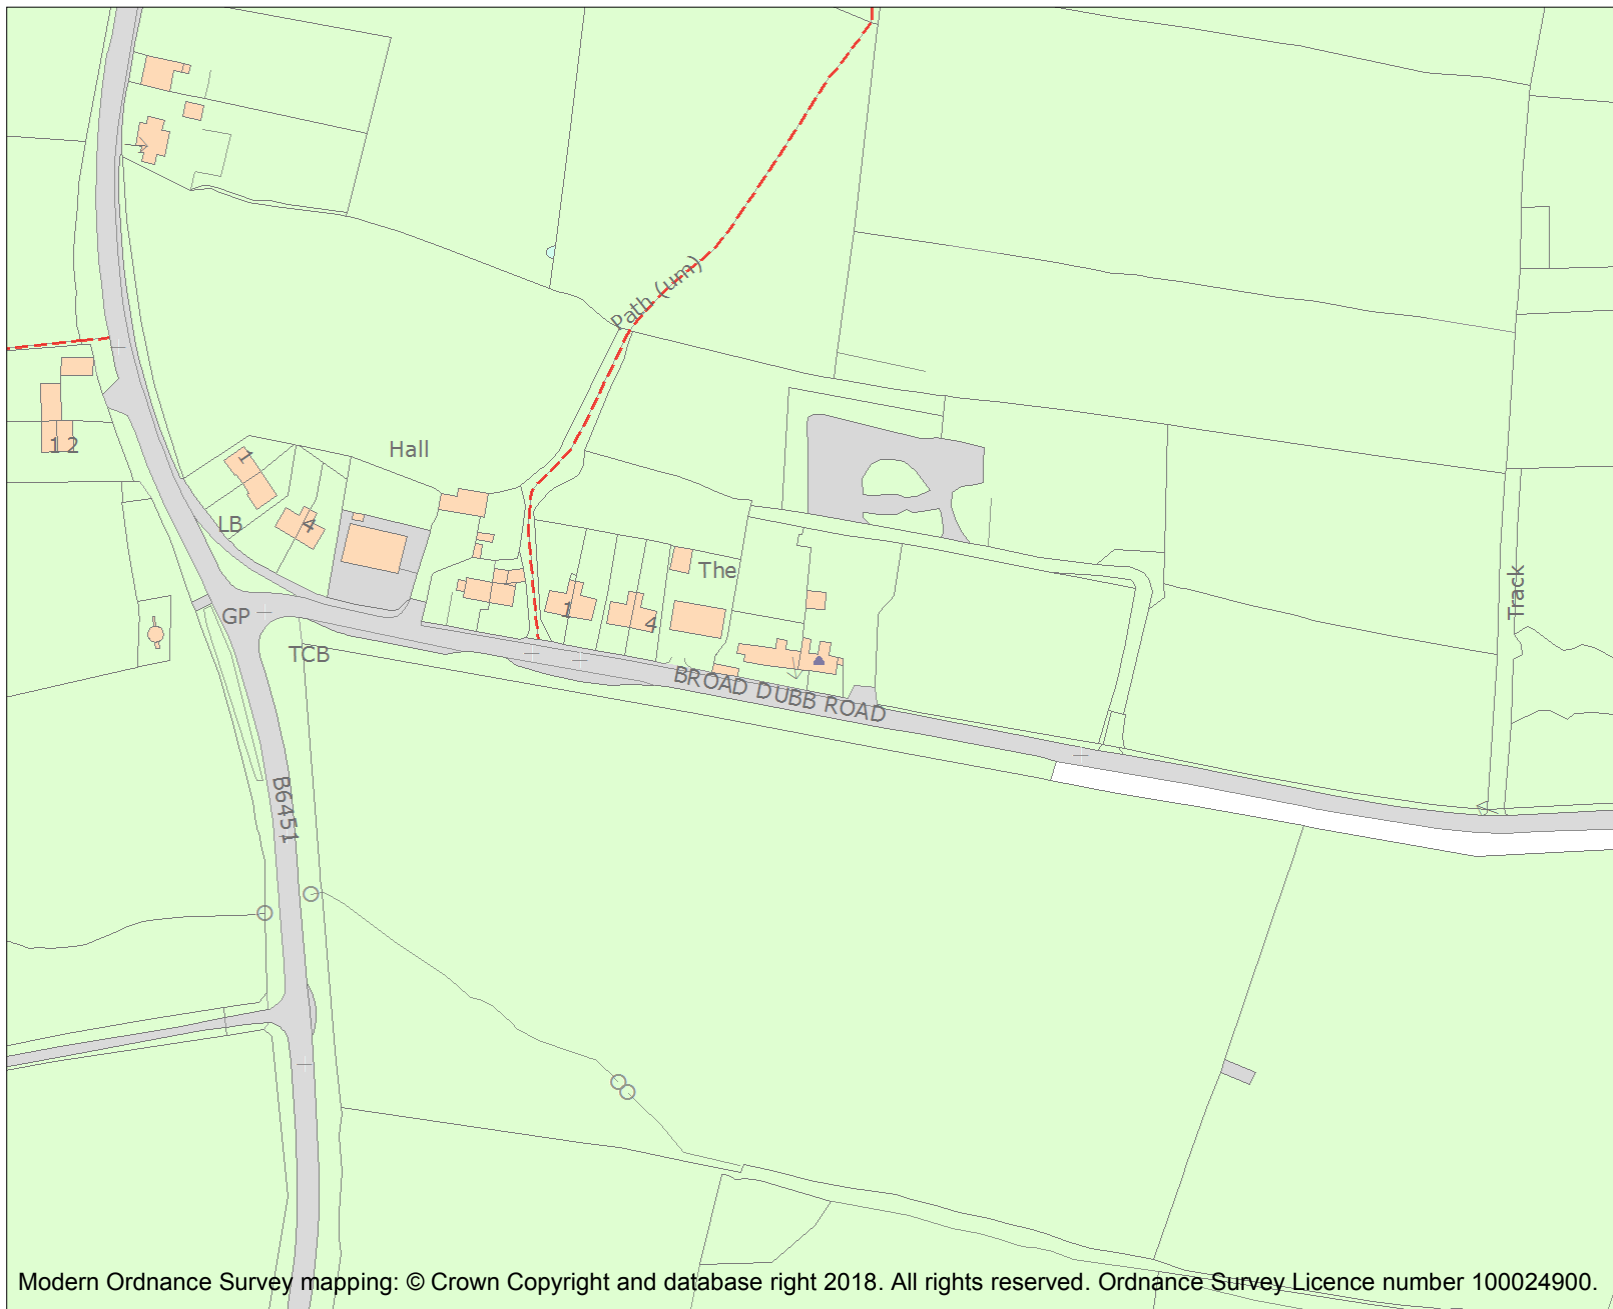 2
Path (um)
1 2
1
Hall
LB
4
The
Track
GP
1
4
TCB
BROAD DUBB ROAD
B6451
Modern Ordnance Survey mapping: © Crown Copyright and database right 2018. All rights reserved. Ordnance Survey Licence number 100024900.